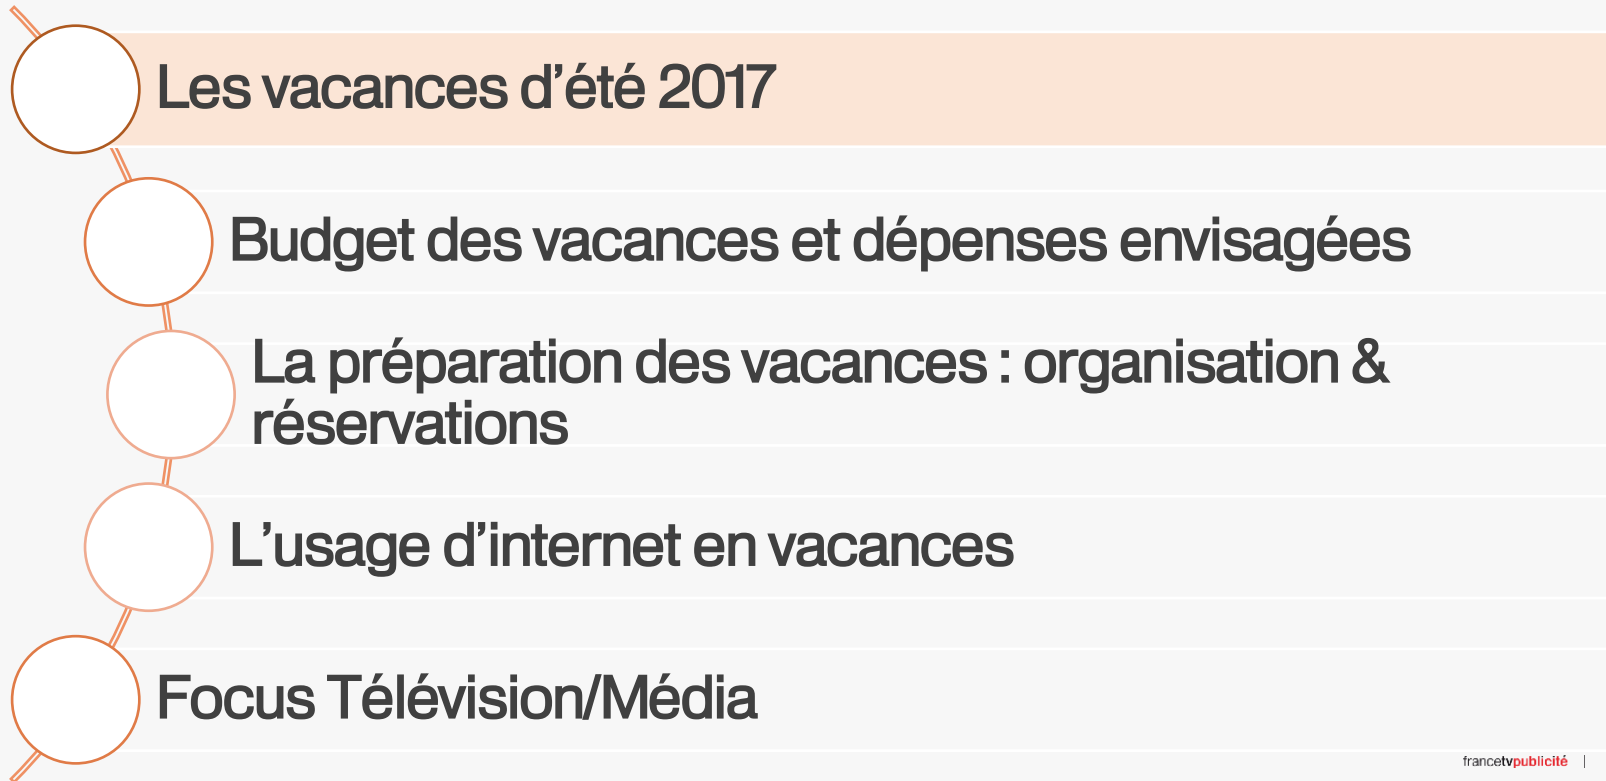 Les vacances d’été 2017
Budget des vacances et dépenses envisagées
La préparation des vacances : organisation &
réservations
L’usage d’internet en vacances
Focus Télévision/Média
francetvpublicité |